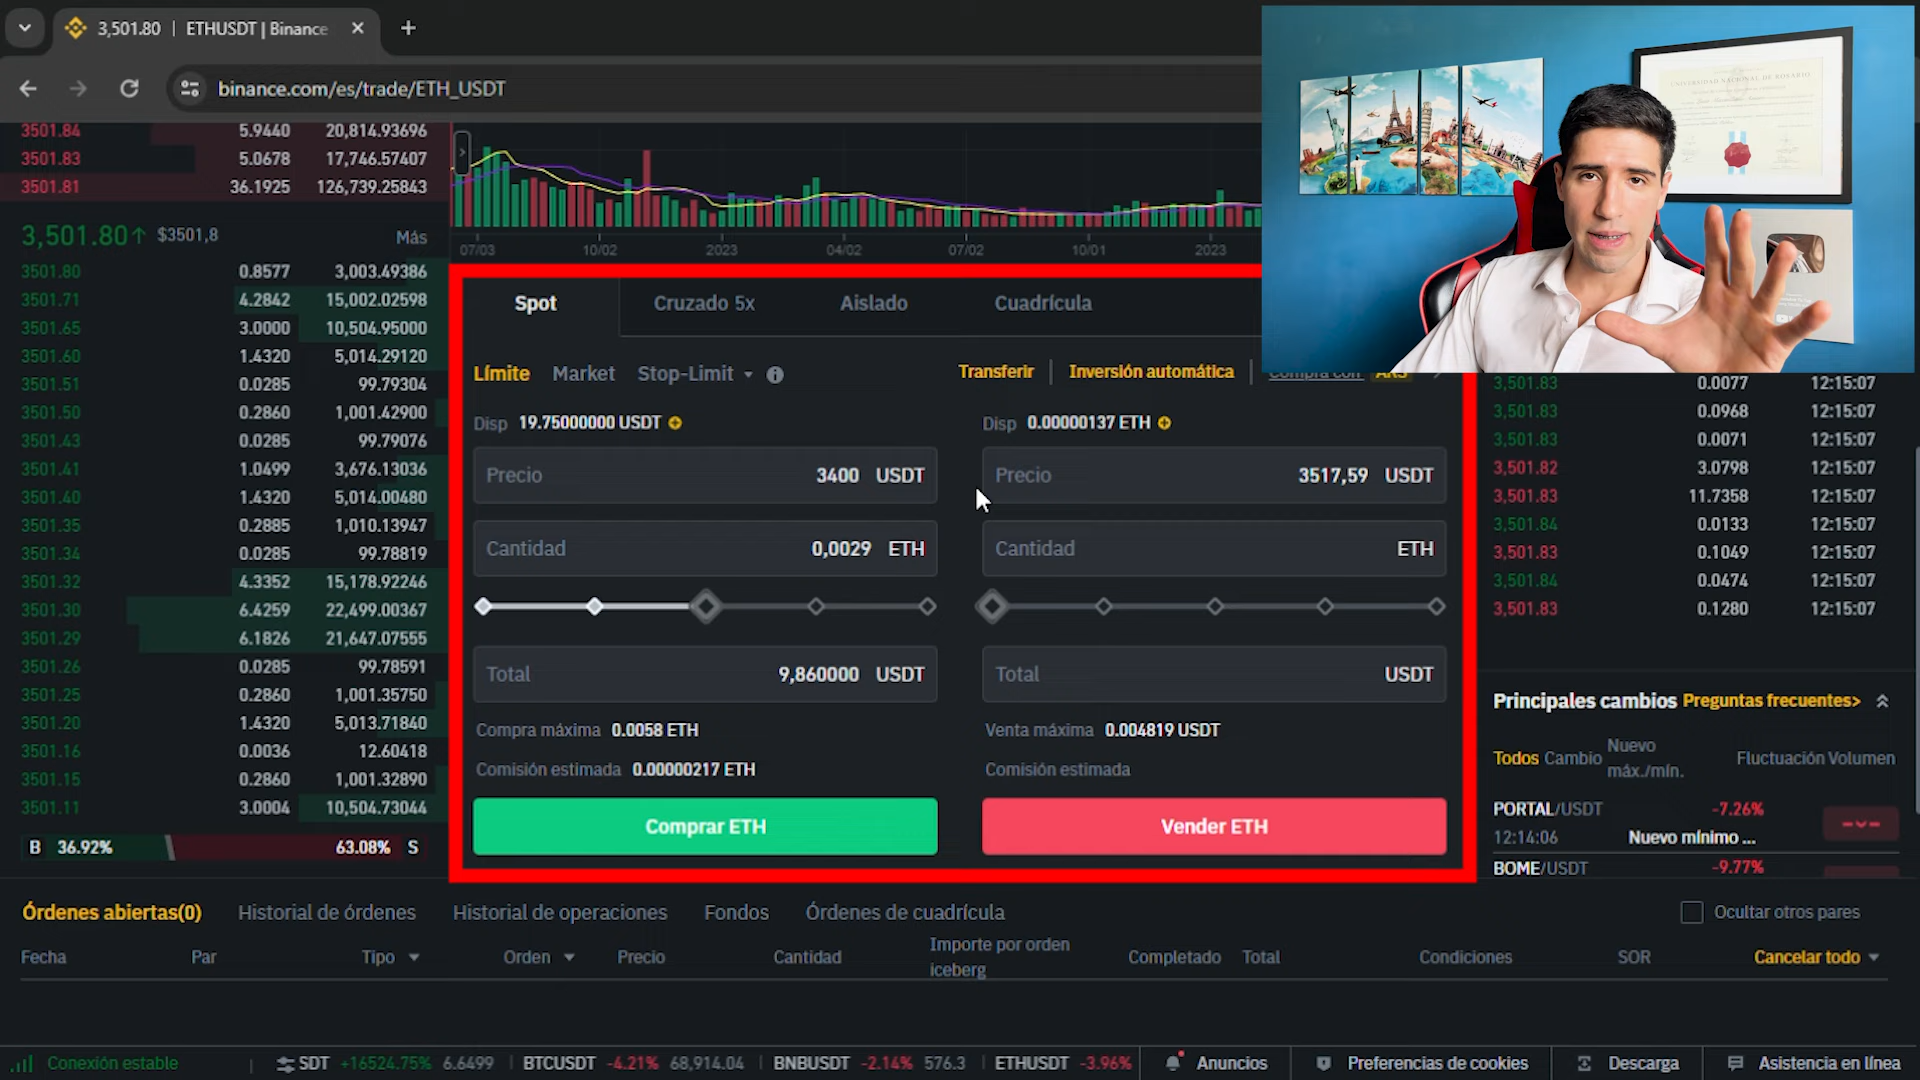 3,501.80 | ETHUSDT | Binance
binance.com/es/trade/ETH_USDT
UNIVERSIDAD NACIONAL DE ROSARIO
3501.84 5.9440 20,814.93696
3501.83 5.0678 17,746.57407
3501.81 36.1925 126,739.25843
3,501.80↑ $3501,8 Más
3501.80 0.8577 3,003.49386
3501.71 4.2842 15,002.02598
3501.65 3.0000 10,504.95000
3501.60 1.4320 5,014.29120
3501.51 0.0285 99.79304
3501.50 0.2860 1,001.42900
3501.43 0.0285 99.79076
3501.41 1.0499 3,676.13036
3501.40 1.4320 5,014.00480
3501.35 0.2885 1,010.13947
3501.34 0.0285 99.78819
3501.32 4.3352 15,178.92246
3501.30 6.4259 22,499.00367
3501.29 6.1826 21,647.07555
3501.26 0.0285 99.78591
3501.25 0.2860 1,001.35750
3501.20 1.4320 5,013.71840
3501.16 0.0036 12.60418
3501.15 0.2860 1,001.32890
3501.11 3.0004 10,504.73044
B 36.92% 63.08% S
07/03 10/02 2023 04/02 07/02 10/01 2023
Spot Cruzado 5x Aislado Cuadrícula
Límite Market Stop-Limit
Transferir | Inversión automática | Compra con ARS
Disp 19.75000000 USDT
Precio 3400 USDT
Cantidad 0,0029 ETH
Total 9,860000 USDT
Compra máxima 0.0058 ETH
Comisión estimada 0.00000217 ETH
Comprar ETH
Disp 0.00000137 ETH
Precio 3517,59 USDT
Cantidad ETH
Total USDT
Venta máxima 0.004819 USDT
Comisión estimada
Vender ETH
3,501.83 0.0077 12:15:07
3,501.83 0.0968 12:15:07
3,501.83 0.0071 12:15:07
3,501.82 3.0798 12:15:07
3,501.83 11.7358 12:15:07
3,501.84 0.0133 12:15:07
3,501.83 0.1049 12:15:07
3,501.84 0.0474 12:15:07
3,501.83 0.1280 12:15:07
Principales cambios Preguntas frecuentes>
Todos Cambio Nuevo máx./mín. Fluctuación Volumen
PORTAL/USDT -7.26%
12:14:06 Nuevo mínimo ...
BOME/USDT -9.77%
Órdenes abiertas(0) Historial de órdenes Historial de operaciones Fondos Órdenes de cuadrícula Ocultar otros pares
Fecha Par Tipo Orden Precio Cantidad Importe por orden iceberg Completado Total Condiciones SOR Cancelar todo
Conexión estable SDT +16524.75% 6.6499 BTCUSDT -4.21% 68,914.04 BNBUSDT -2.14% 576.3 ETHUSDT -3.96% Anuncios Preferencias de cookies Descarga Asistencia en línea